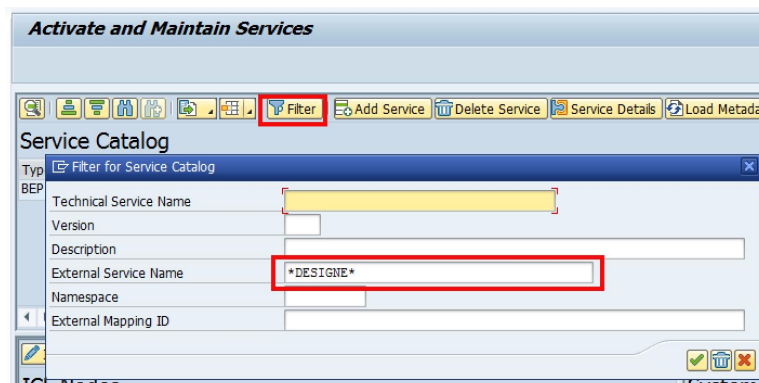 Activate and Maintain Services
Filter Add Service Delete Service Service Details Load Metada
Service Catalog
Typ
Filter for Service Catalog
BEP
Technical Service Name
Version
Description
External Service Name *DESIGNE*
Namespace
External Mapping ID